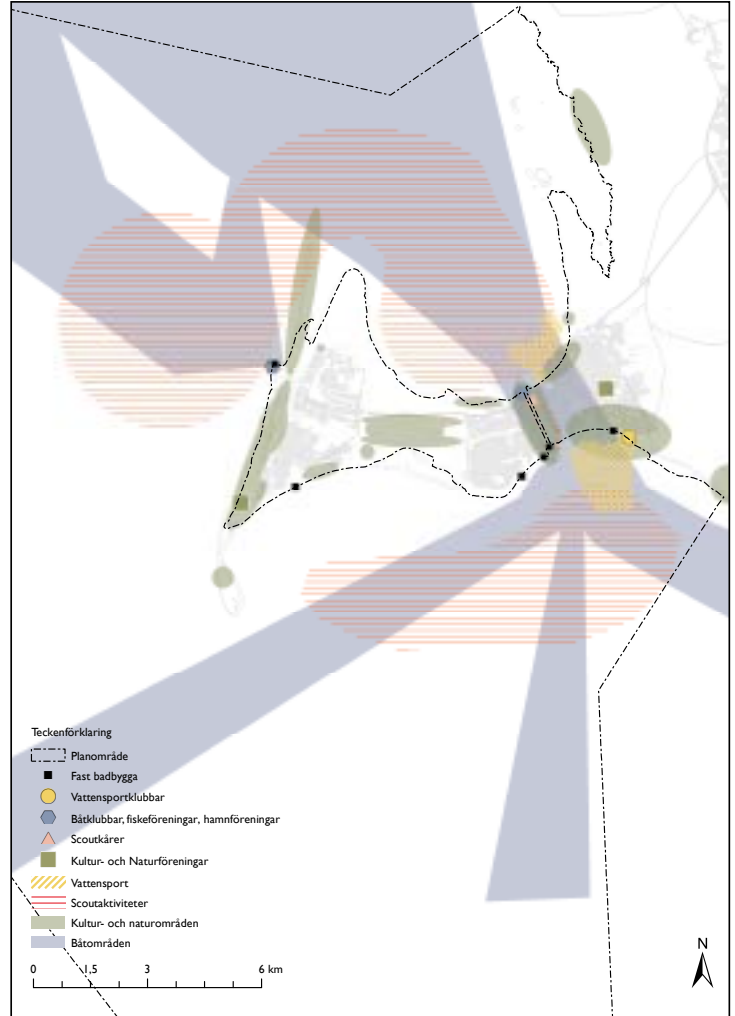 Teckenförklaring
Planområde
Fast badbygga
Vattensportklubbar
Båtklubbar, fiskeföreningar, hamnföreningar
Scoutkårer
Kultur- och Naturföreningar
Vattensport
Scoutaktiviteter
Kultur- och naturområden
Båtområden
0 1,5 3 6 km
N